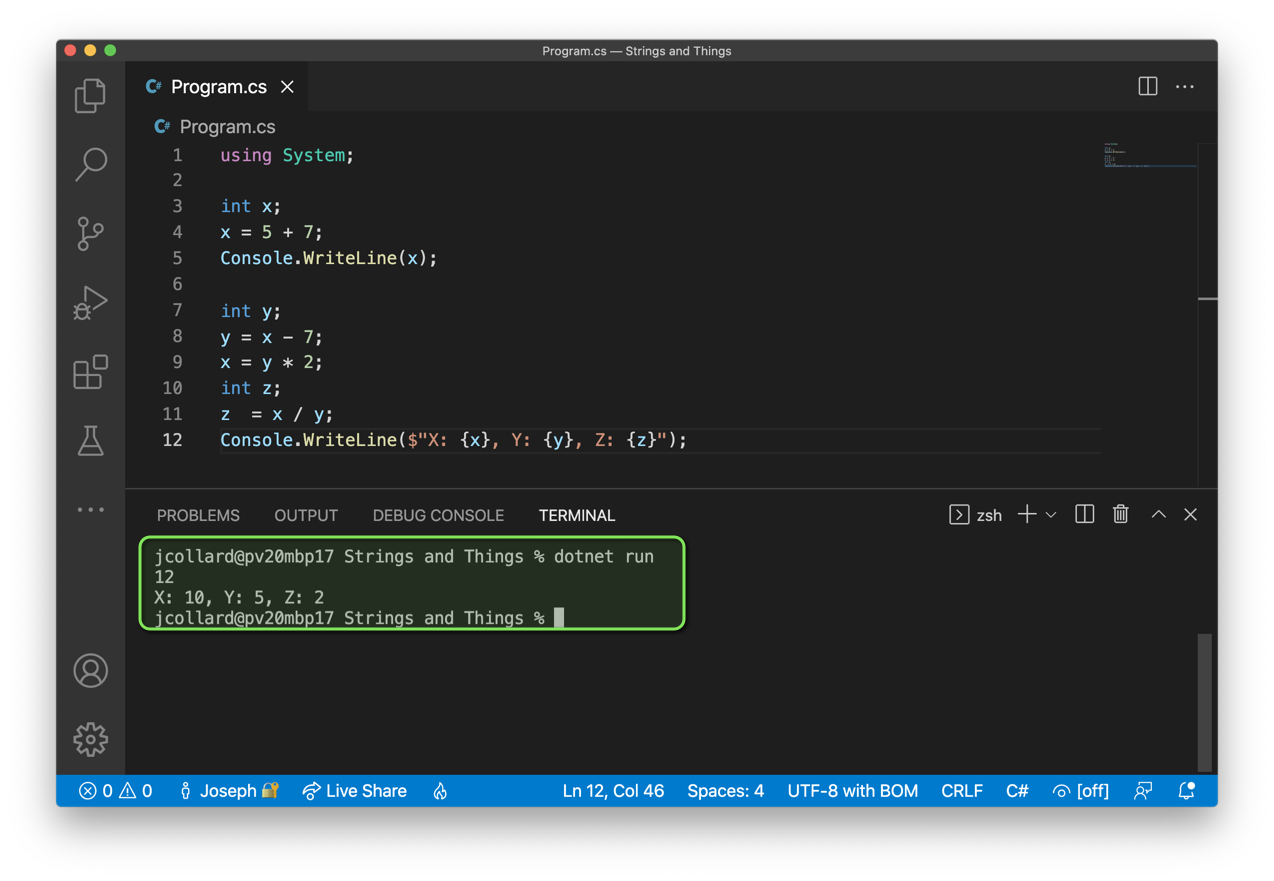 Program.cs — Strings and Things
C# Program.cs
C# Program.cs
1 using System;
2
3 int x;
4 x = 5 + 7;
5 Console.WriteLine(x);
6
7 int y;
8 y = x - 7;
9 x = y * 2;
10 int z;
11 z  = x / y;
12 Console.WriteLine($"X: {x}, Y: {y}, Z: {z}");
PROBLEMS OUTPUT DEBUG CONSOLE TERMINAL zsh
jcollard@pv20mbp17 Strings and Things % dotnet run
12
X: 10, Y: 5, Z: 2
jcollard@pv20mbp17 Strings and Things %
0 0 Joseph Live Share Ln 12, Col 46 Spaces: 4 UTF-8 with BOM CRLF C# [off]